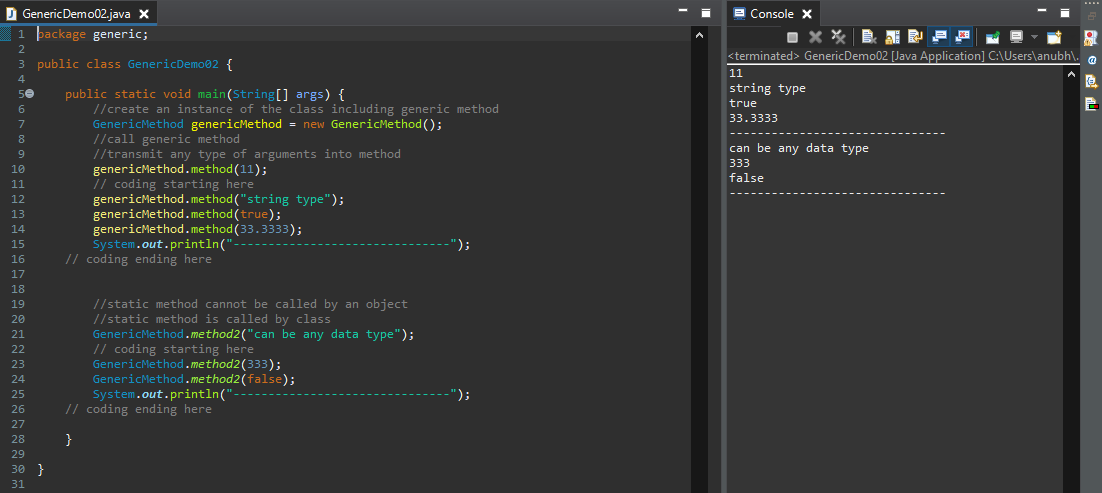 GenericDemo02.java
1 package generic;
2
3 public class GenericDemo02 {
4
5 public static void main(String[] args) {
6 //create an instance of the class including generic method
7 GenericMethod genericMethod = new GenericMethod();
8 //call generic method
9 //transmit any type of arguments into method
10 genericMethod.method(11);
11 // coding starting here
12 genericMethod.method("string type");
13 genericMethod.method(true);
14 genericMethod.method(33.3333);
15 System.out.println("-------------------------------");
16 // coding ending here
17
18
19 //static method cannot be called by an object
20 //static method is called by class
21 GenericMethod.method2("can be any data type");
22 // coding starting here
23 GenericMethod.method2(333);
24 GenericMethod.method2(false);
25 System.out.println("-------------------------------");
26 // coding ending here
27
28 }
29
30 }
31
Console
<terminated> GenericDemo02 [Java Application] C:\Users\anubh\.
11
string type
true
33.3333
-------------------------------
can be any data type
333
false
-------------------------------